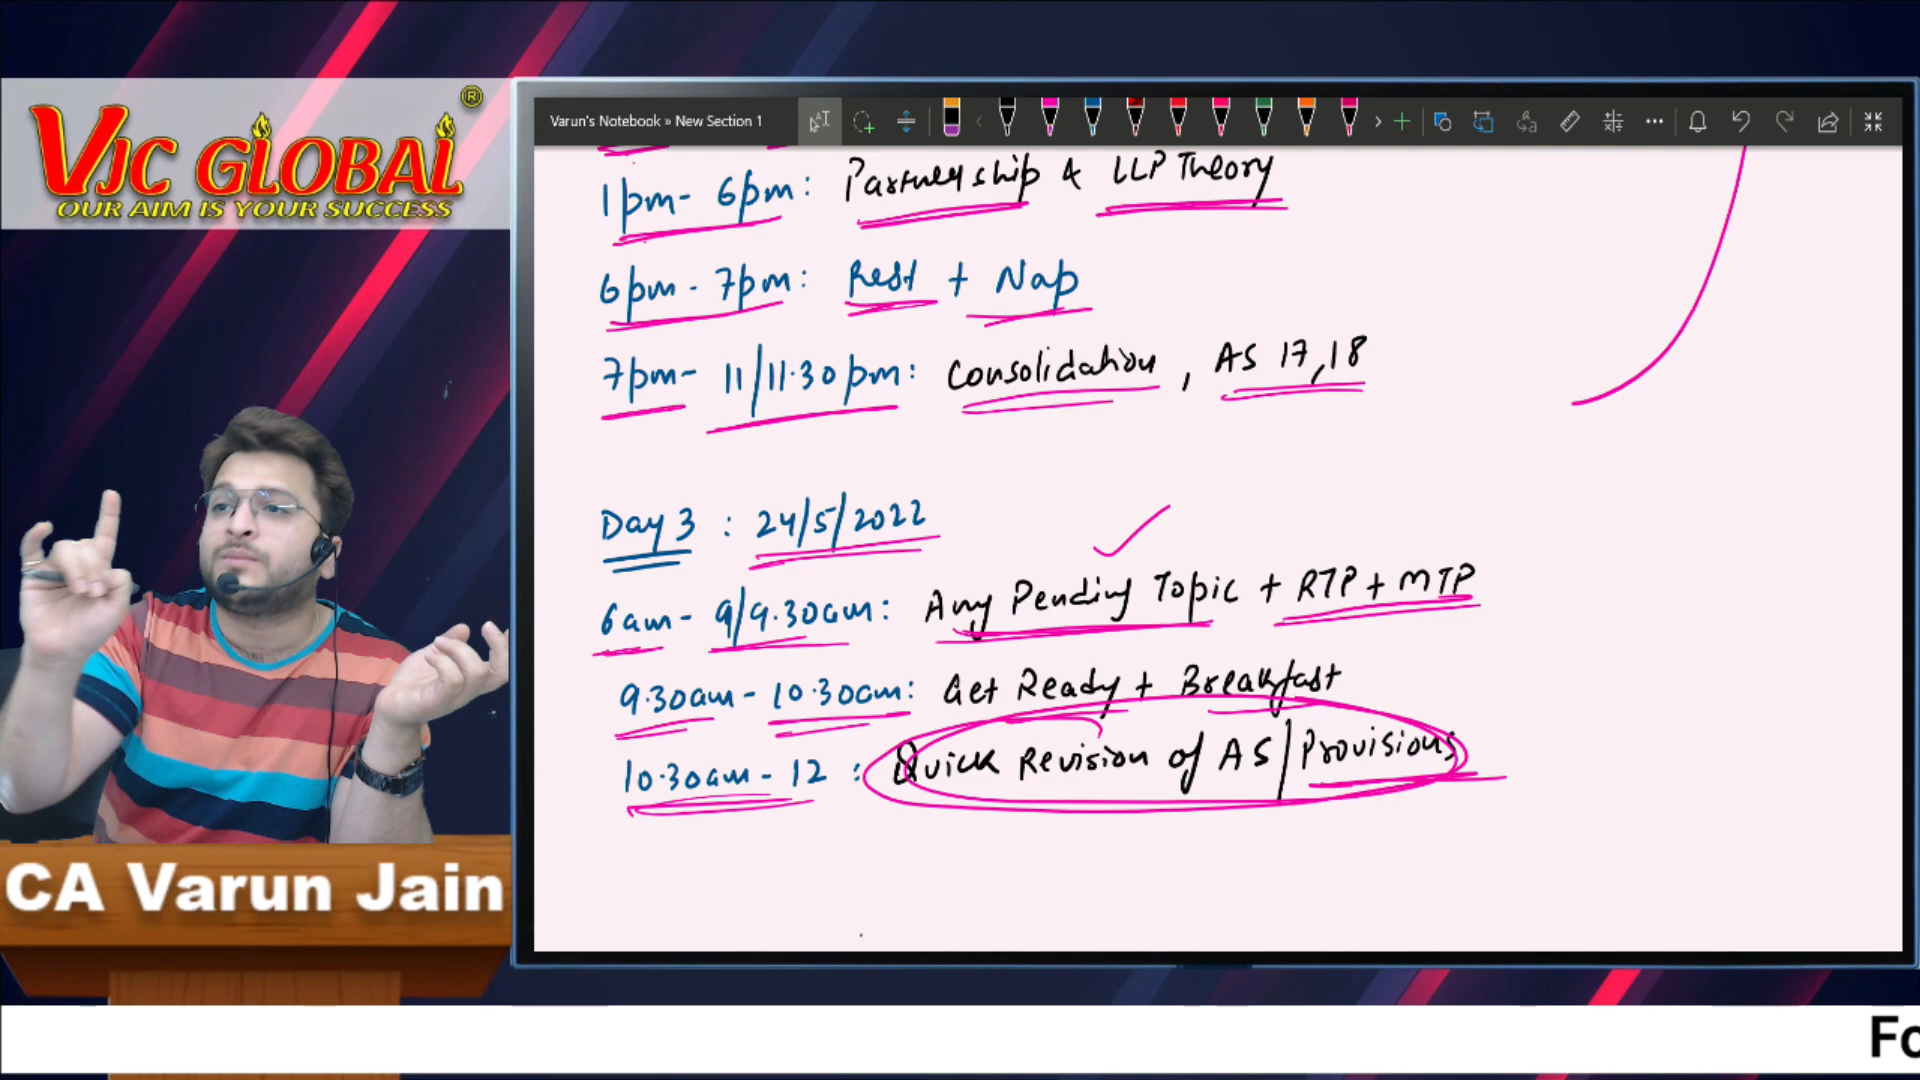 VJC GLOBAL ®
OUR AIM IS YOUR SUCCESS
Varun's Notebook » New Section 1
1pm - 6pm : Partnership & LLP Theory
6pm - 7pm : Rest + Nap
7pm - 11/11.30pm : Consolidation, AS 17,18
Day 3 : 24/5/2022
6am - 9/9.30am : Any Pending Topic + RTP + MTP
9.30am - 10.30am : Get Ready + Breakfast
10.30am - 12 : Quick Revision of AS/Provisions
CA Varun Jain
Fo